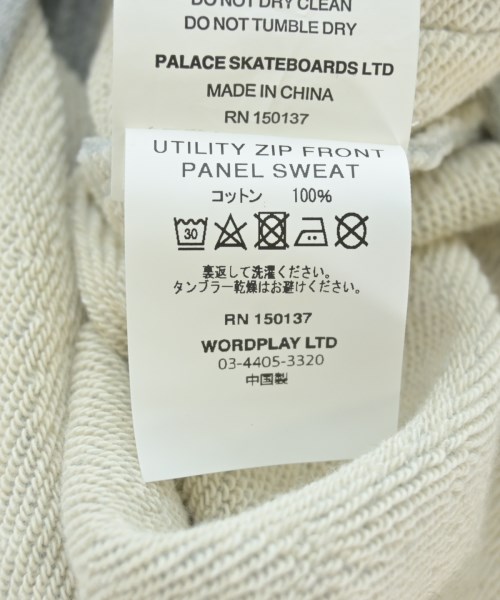 DO NOT DRY CLEAN
DO NOT TUMBLE DRY
PALACE SKATEBOARDS LTD
MADE IN CHINA
RN 150137
UTILITY ZIP FRONT
PANEL SWEAT
コットン 100%
30
裏返して洗濯ください。
タンブラー乾燥はお避けください。
RN 150137
WORDPLAY LTD
03-4405-3320
中国製